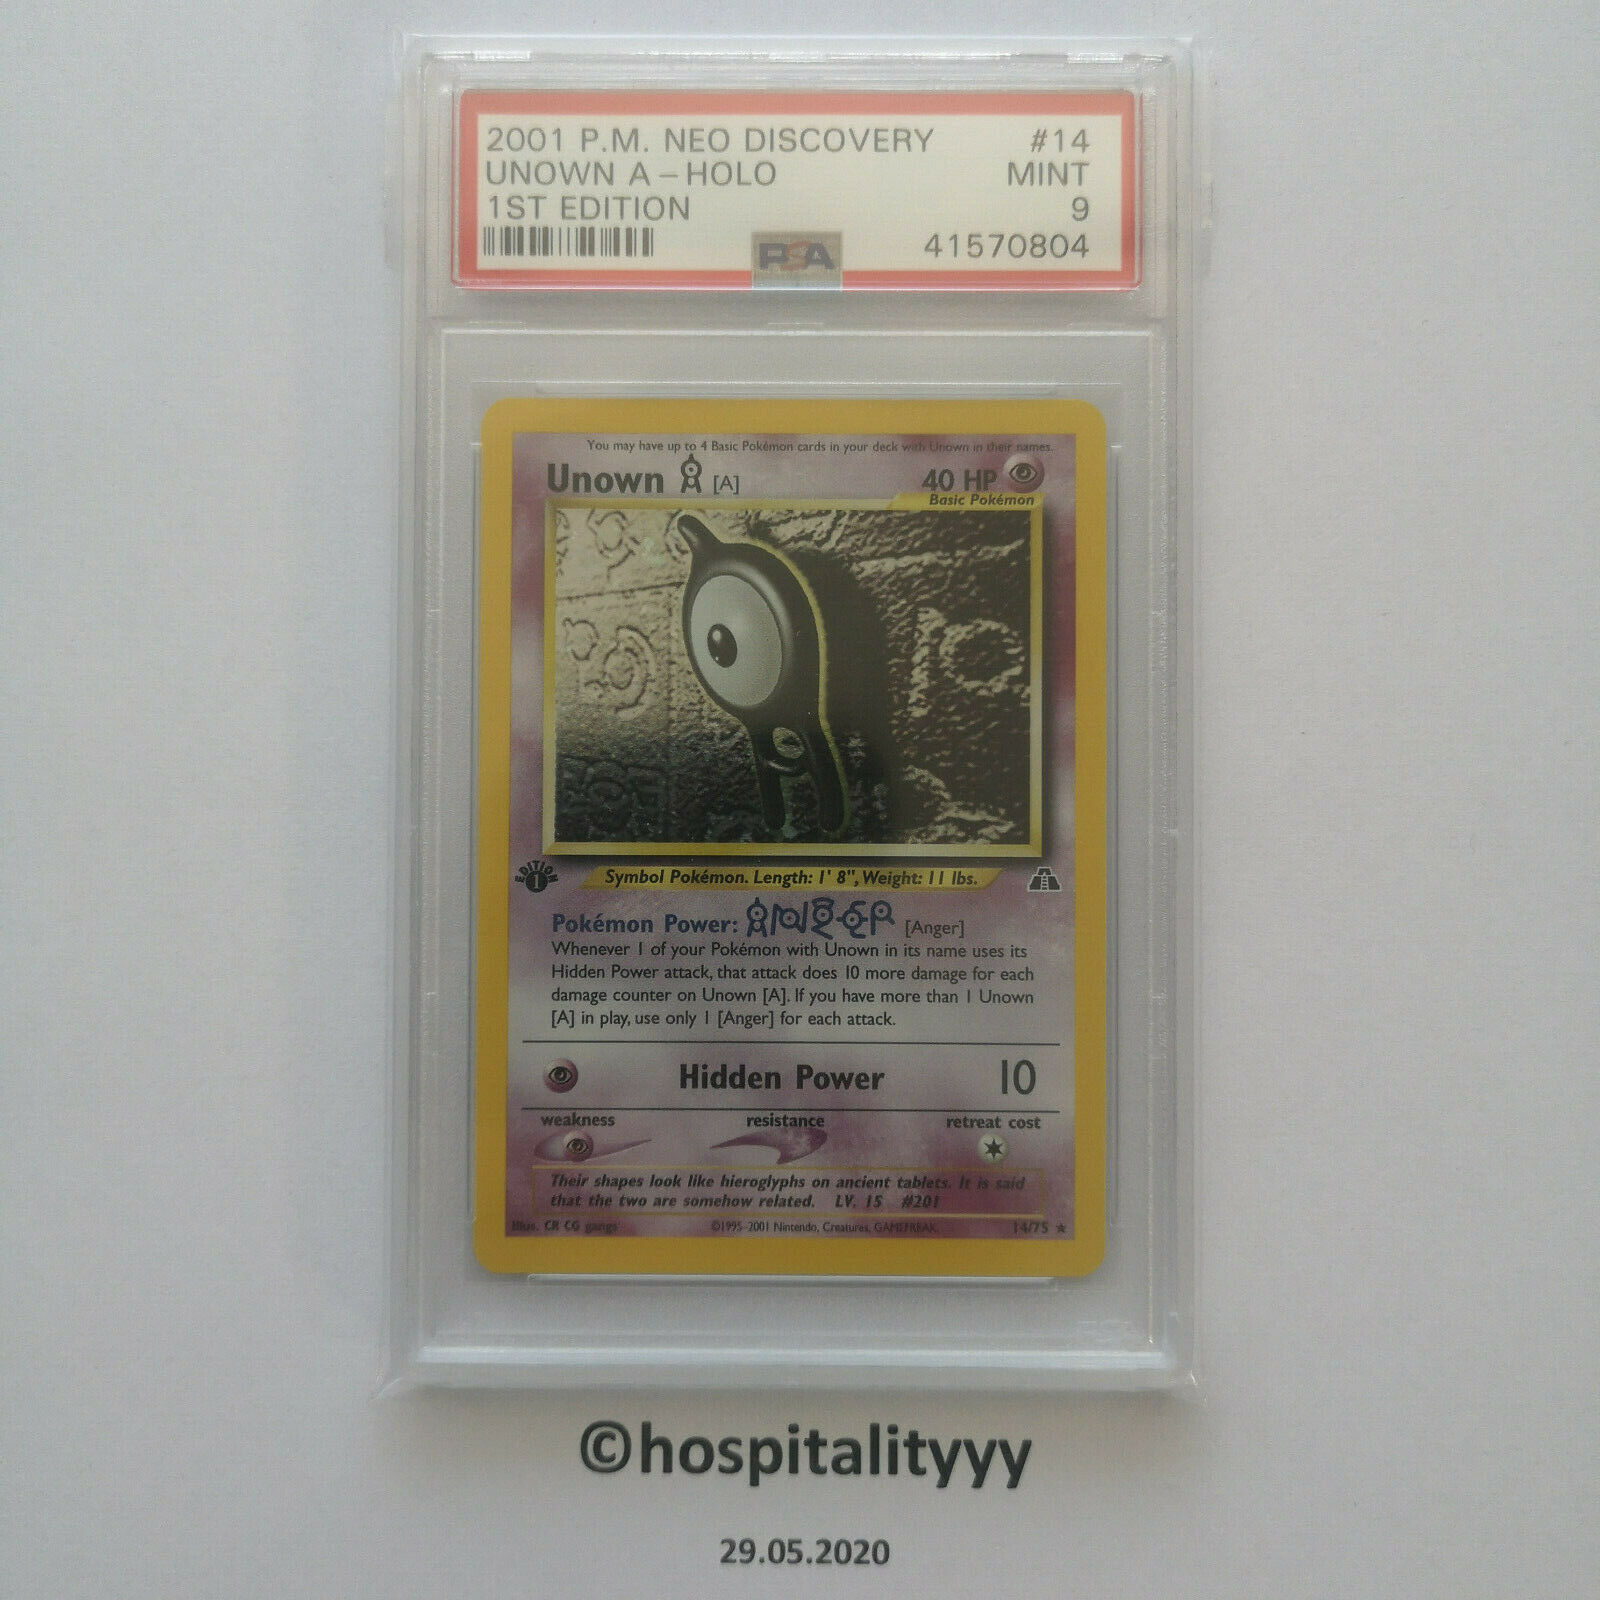 2001 P.M. NEO DISCOVERY #14
UNOWN A - HOLO MINT
1ST EDITION 9
PSA 41570804
You may have up to 4 Basic Pokémon cards in your deck with Unown in their names.
Unown [A] 40 HP
Basic Pokémon
EDITION 1
Symbol Pokémon. Length: 1' 8", Weight: 11 lbs.
Pokémon Power: [Anger]
Whenever 1 of your Pokémon with Unown in its name uses its
Hidden Power attack, that attack does 10 more damage for each
damage counter on Unown [A]. If you have more than 1 Unown
[A] in play, use only 1 [Anger] for each attack.
Hidden Power 10
weakness resistance retreat cost
Their shapes look like hieroglyphs on ancient tablets. It is said
that the two are somehow related. LV. 15 #201
Illus. CR CG gangs ©1995-2001 Nintendo, Creatures, GAMEFREAK. 14/75 ★
©hospitalityyy
29.05.2020